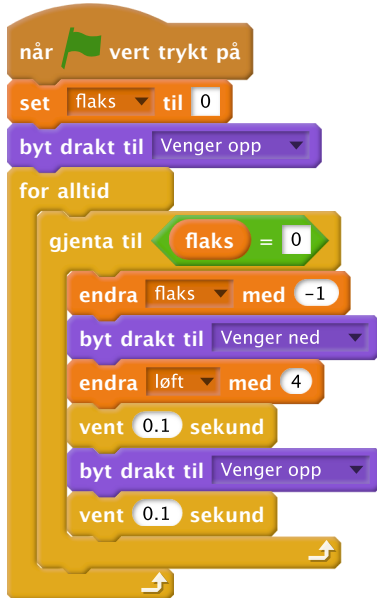 når vert trykt på
set flaks til 0
byt drakt til Venger opp
for alltid
gjenta til flaks = 0
endra flaks med -1
byt drakt til Venger ned
endra løft med 4
vent 0.1 sekund
byt drakt til Venger opp
vent 0.1 sekund